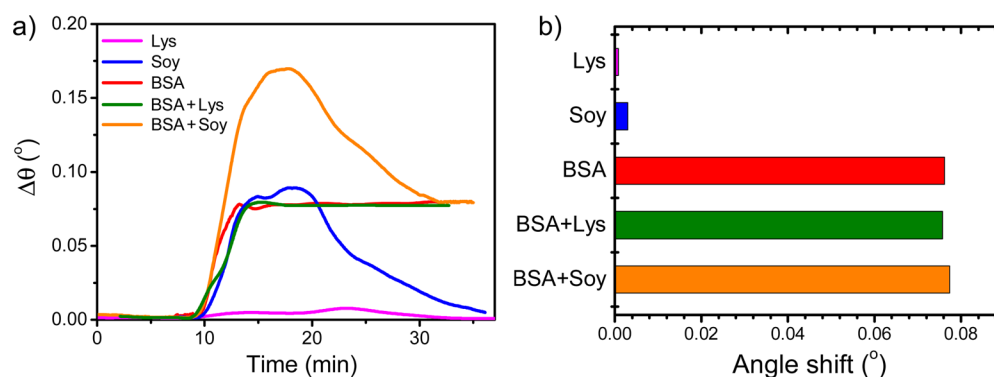 a)
0.20
0.15
0.10
0.05
0.00
Δθ (°)
Lys
Soy
BSA
BSA+Lys
BSA+Soy
0
10
20
30
Time (min)
b)
Lys
Soy
BSA
BSA+Lys
BSA+Soy
0.00
0.02
0.04
0.06
0.08
Angle shift (°)